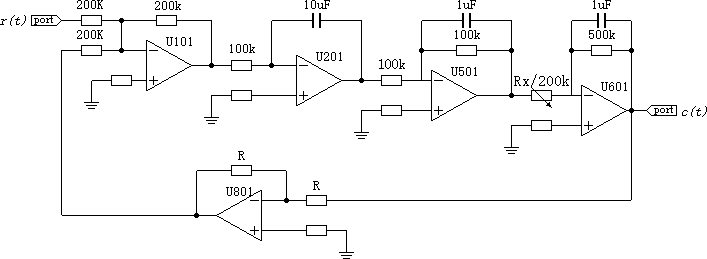 200K 200k 10uF 1uF 1uF
r(t) port
200K U101 100k U201 100k 100k U501 Rx/200k 500k U601
port c(t)
R
U801 R